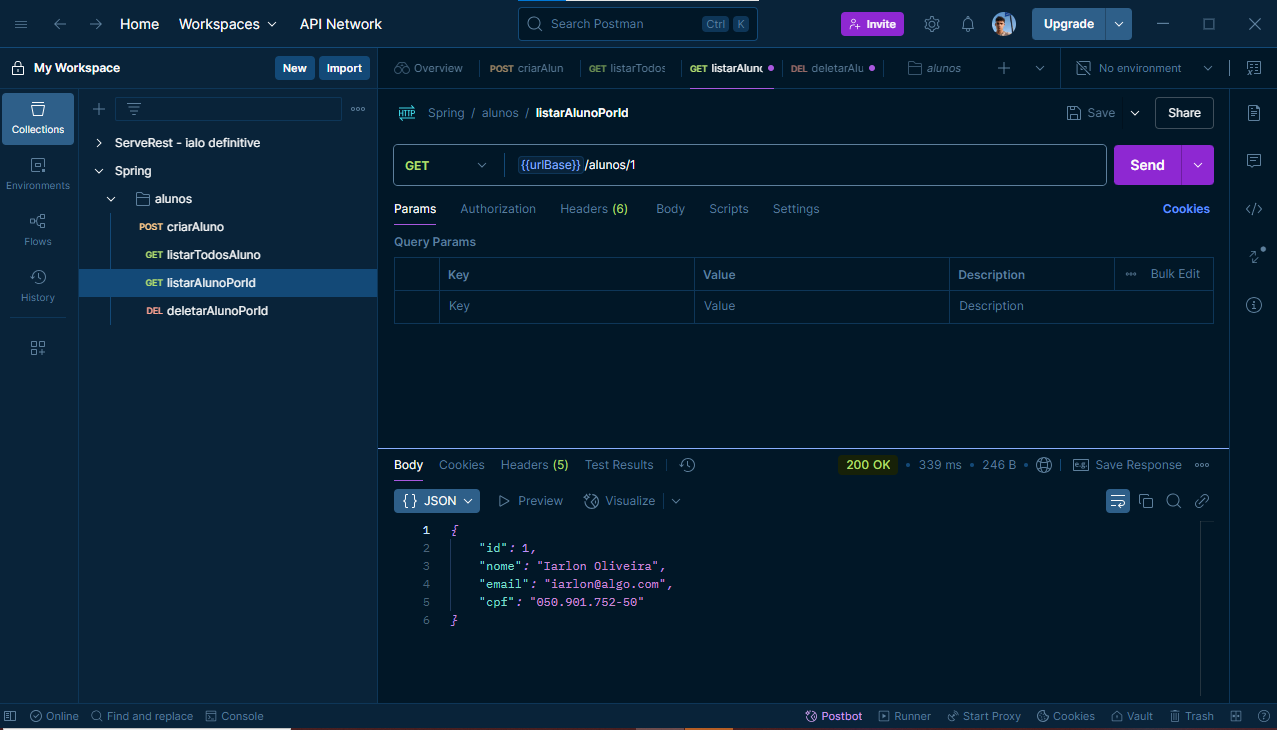 Home Workspaces API Network Search Postman Ctrl K Invite Upgrade
My Workspace New Import Overview POST criarAlun GET listarTodos GET listarAlunc DEL deletarAlu alunos No environment
Collections
Environments
Flows
History
ServeRest - ialo definitive
Spring
alunos
POST criarAluno
GET listarTodosAluno
GET listarAlunoPorId
DEL deletarAlunoPorId
HTTP Spring / alunos / listarAlunoPorId Save Share
GET {{urlBase}}/alunos/1 Send
Params Authorization Headers (6) Body Scripts Settings Cookies
Query Params
Key Value Description Bulk Edit
Key Value Description
Body Cookies Headers (5) Test Results 200 OK • 339 ms • 246 B • e.g. Save Response
{} JSON Preview Visualize
1 {
2 "id": 1,
3 "nome": "Iarlon Oliveira",
4 "email": "iarlon@algo.com",
5 "cpf": "050.901.752-50"
6 }
Online Find and replace Console Postbot Runner Start Proxy Cookies Vault Trash